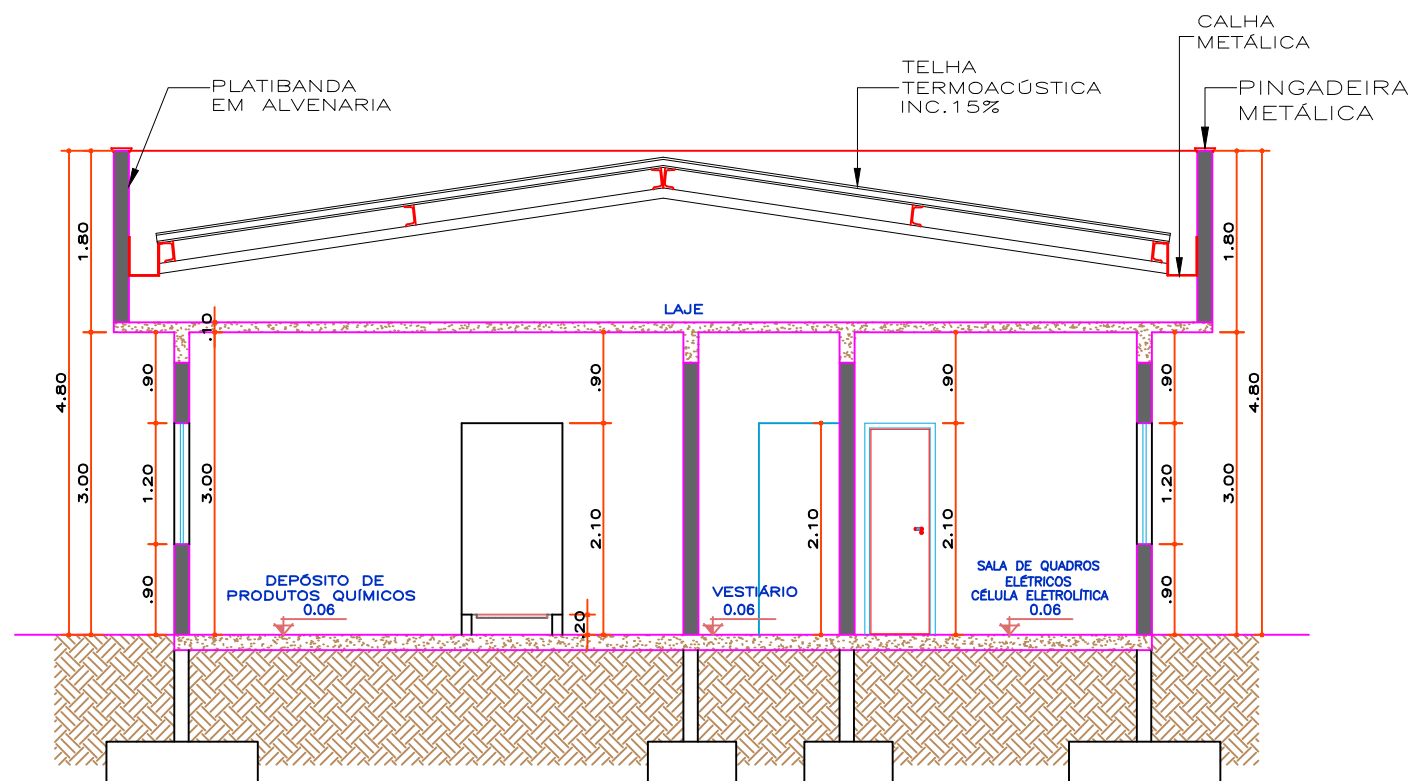 CALHA
METÁLICA
PLATIBANDA
EM ALVENARIA
TELHA
TERMOACÚSTICA
INC.15%
PINGADEIRA
METÁLICA
1.80
1.80
LAJE
.10
4.80
3.00
.90
1.20
.90
3.00
.90
2.10
.20
2.10
.90
2.10
.90
1.20
.90
3.00
4.80
DEPÓSITO DE
PRODUTOS QUÍMICOS
0.06
VESTIÁRIO
0.06
SALA DE QUADROS
ELÉTRICOS
CÉLULA ELETROLÍTICA
0.06